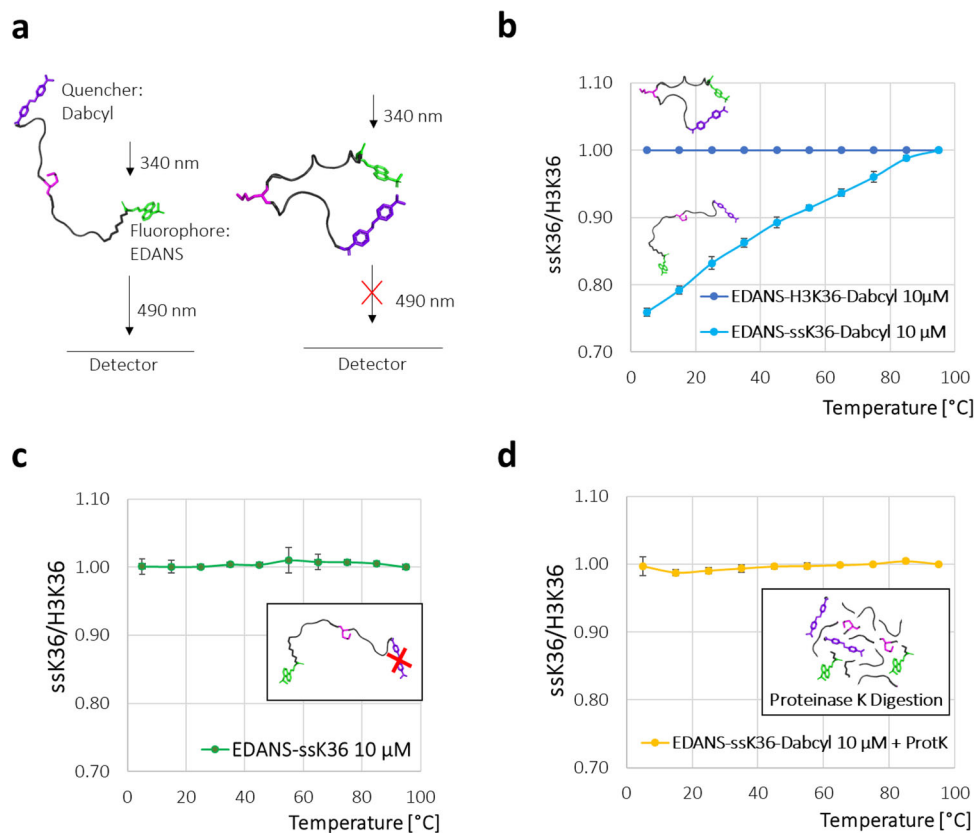 a
Quencher:
Dabcyl
340 nm
Fluorophore:
EDANS
490 nm
Detector
340 nm
490 nm
Detector
b
ssK36/H3K36
1.10
1.00
0.90
0.80
0.70
EDANS-H3K36-Dabcyl 10µM
EDANS-ssK36-Dabcyl 10 µM
0 20 40 60 80 100
Temperature [°C]
c
ssK36/H3K36
1.10
1.00
0.90
0.80
0.70
EDANS-ssK36 10 µM
0 20 40 60 80 100
Temperature [°C]
d
ssK36/H3K36
1.10
1.00
0.90
0.80
0.70
Proteinase K Digestion
EDANS-ssK36-Dabcyl 10 µM + ProtK
0 20 40 60 80 100
Temperature [°C]